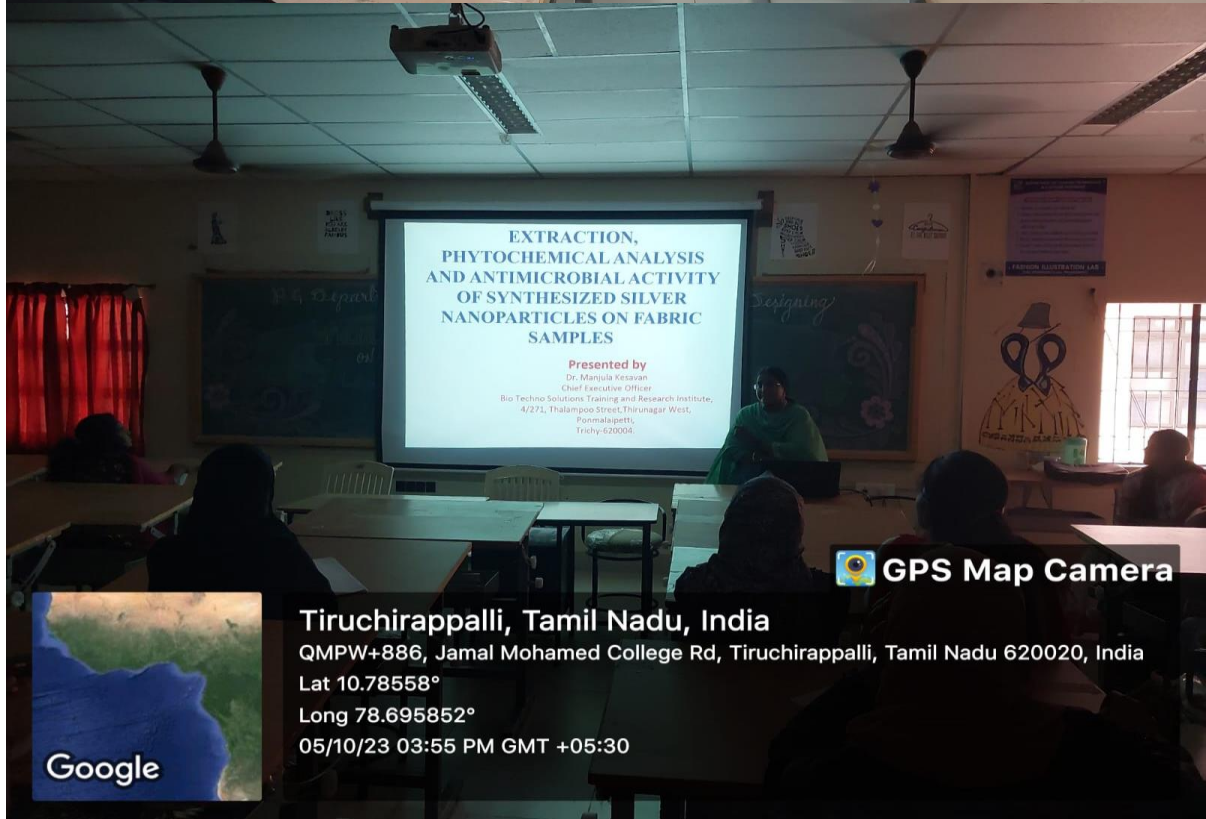 EXTRACTION,
PHYTOCHEMICAL ANALYSIS
AND ANTIMICROBIAL ACTIVITY
OF SYNTHESIZED SILVER
NANOPARTICLES ON FABRIC
SAMPLES
Presented by
Dr. Manjula Kesavan
Chief Executive Officer
Bio Techno Solutions Training and Research Institute,
4/271, Thalampoo Street,Thirunagar West,
Ponmalaipetti,
Trichy-620004.
P.G. Depart
Designing
FASHION ILLUSTRATION LAB
GPS Map Camera
Tiruchirappalli, Tamil Nadu, India
QMPW+886, Jamal Mohamed College Rd, Tiruchirappalli, Tamil Nadu 620020, India
Lat 10.78558°
Long 78.695852°
05/10/23 03:55 PM GMT +05:30
Google